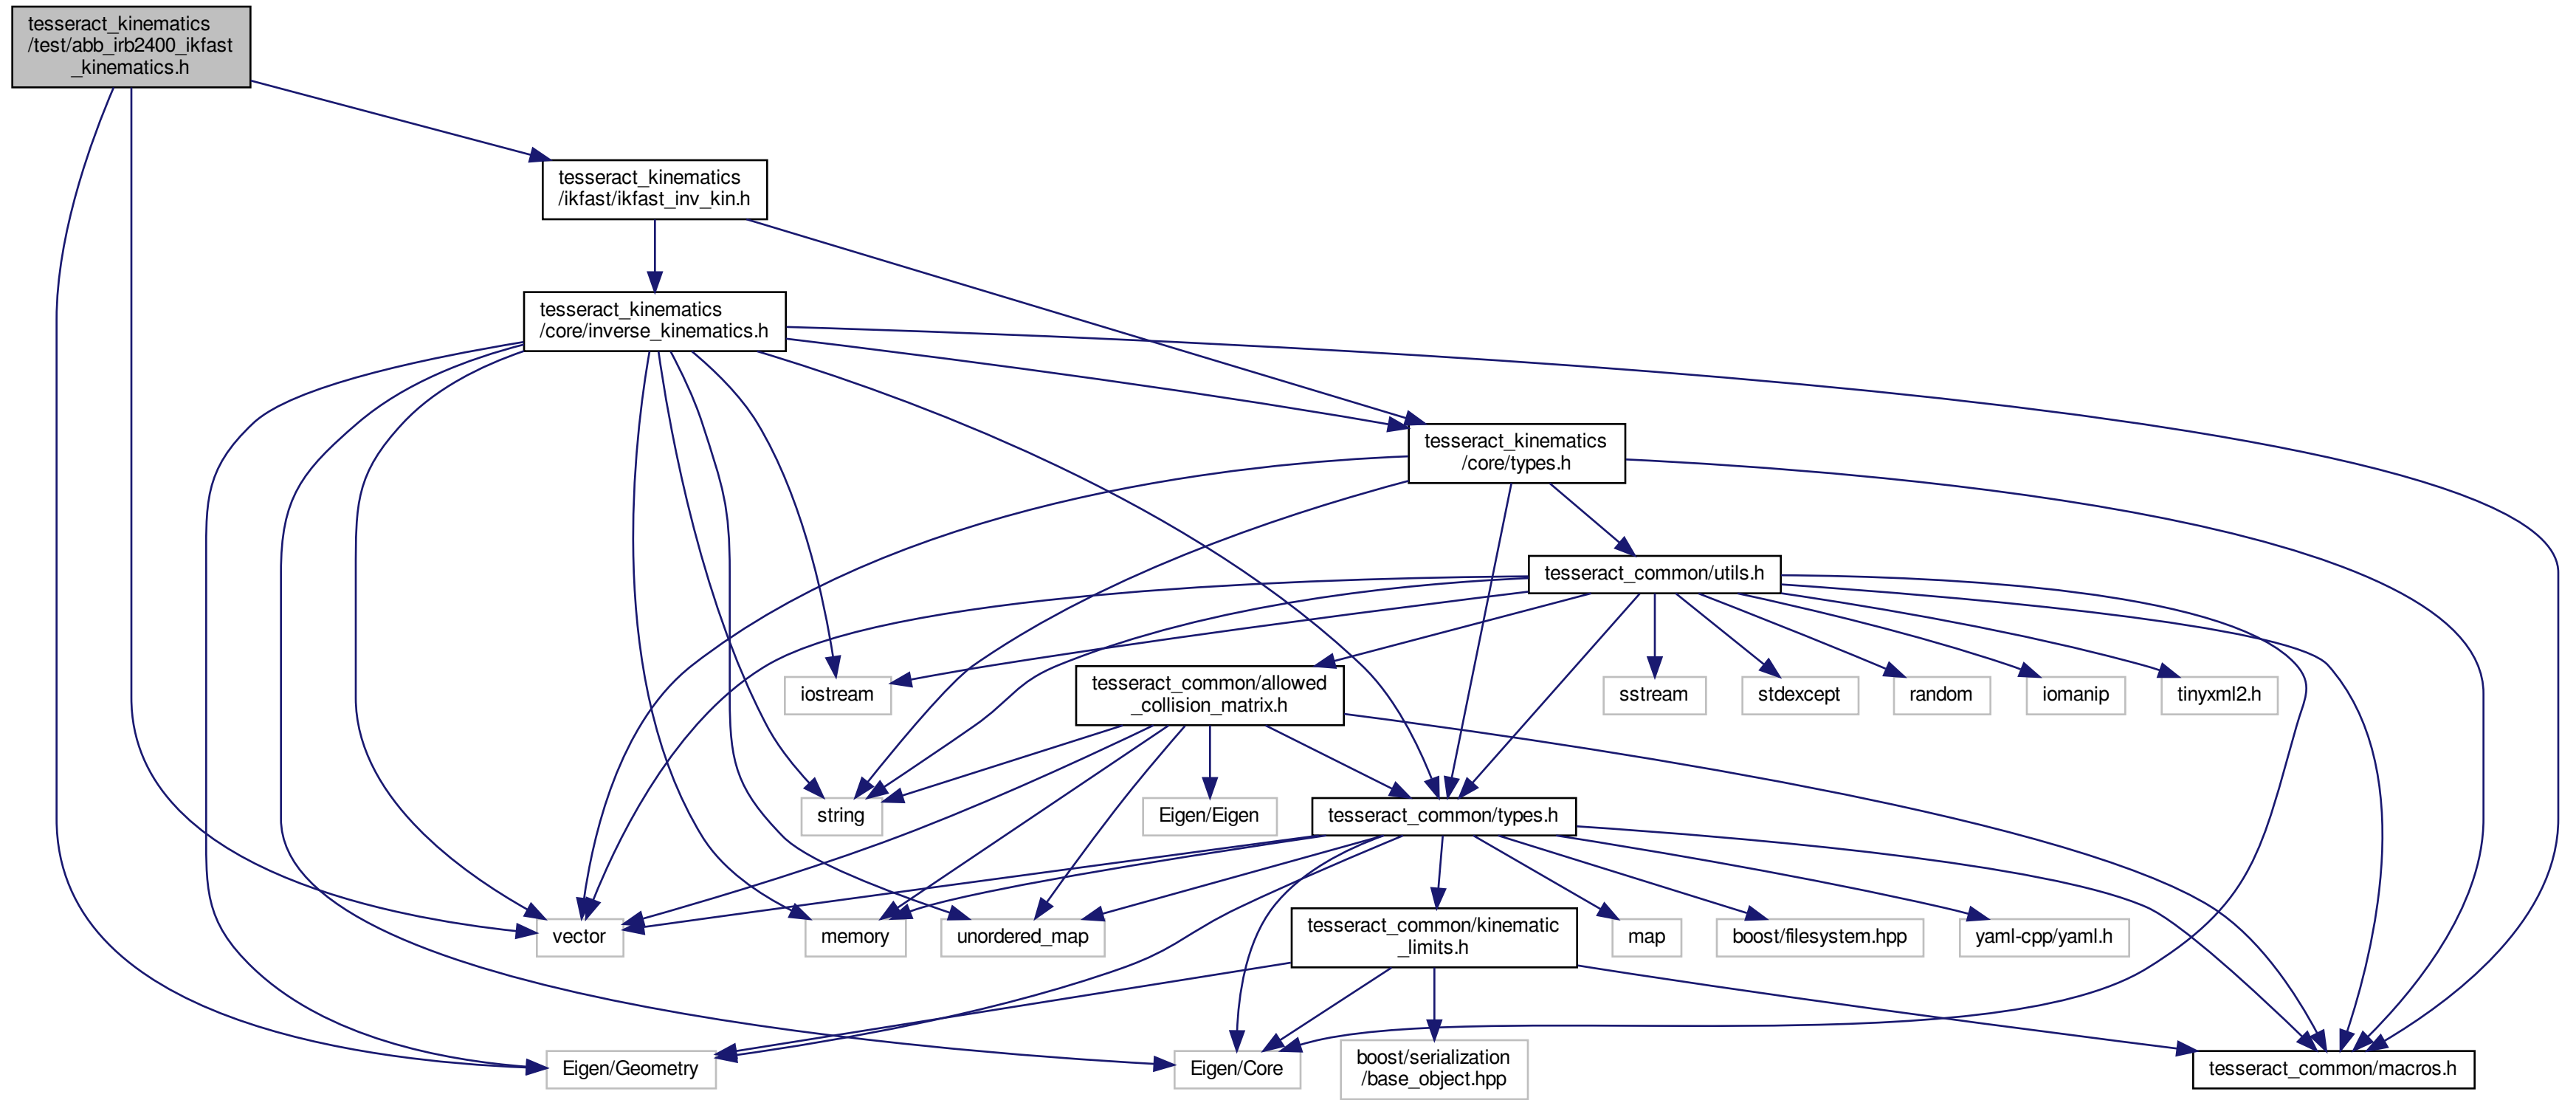 tesseract_kinematics
/test/abb_irb2400_ikfast
_kinematics.h
tesseract_kinematics
/ikfast/ikfast_inv_kin.h
tesseract_kinematics
/core/inverse_kinematics.h
tesseract_kinematics
/core/types.h
tesseract_common/utils.h
iostream
tesseract_common/allowed
_collision_matrix.h
sstream
stdexcept
random
iomanip
tinyxml2.h
string
Eigen/Eigen
tesseract_common/types.h
vector
memory
unordered_map
tesseract_common/kinematic
_limits.h
map
boost/filesystem.hpp
yaml-cpp/yaml.h
Eigen/Geometry
Eigen/Core
boost/serialization
/base_object.hpp
tesseract_common/macros.h